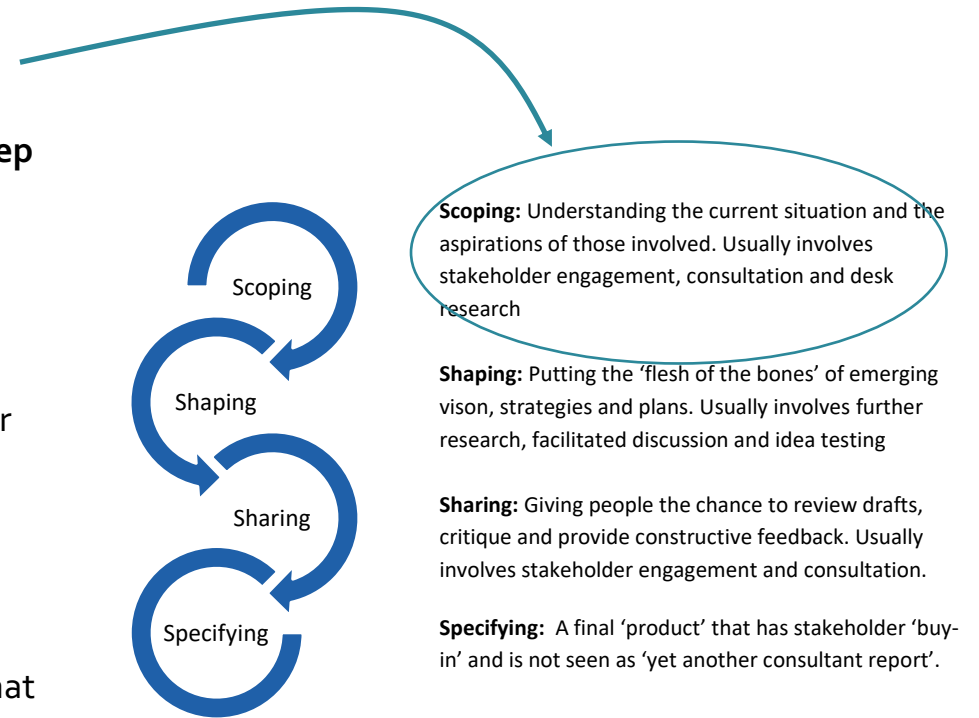 ep
r
hat
Scoping
Shaping
Sharing
Specifying
Scoping: Understanding the current situation and the
aspirations of those involved. Usually involves
stakeholder engagement, consultation and desk
research
Shaping: Putting the ‘flesh of the bones’ of emerging
vison, strategies and plans. Usually involves further
research, facilitated discussion and idea testing
Sharing: Giving people the chance to review drafts,
critique and provide constructive feedback. Usually
involves stakeholder engagement and consultation.
Specifying: A final ‘product’ that has stakeholder ‘buy-
in’ and is not seen as ‘yet another consultant report’.